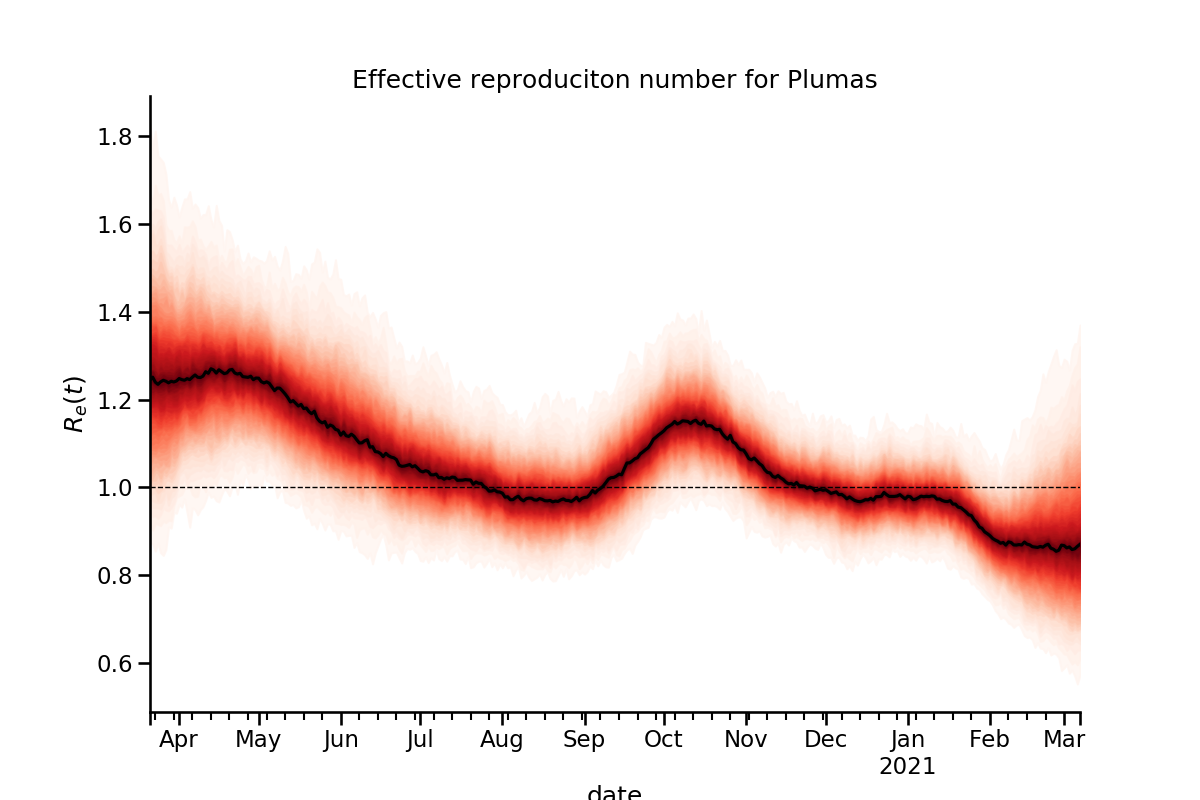 Effective reproduciton number for Plumas
1.8
1.6
1.4
1.2
1.0
0.8
0.6
R_e(t)
Apr May Jun Jul Aug Sep Oct Nov Dec Jan Feb Mar
2021
date